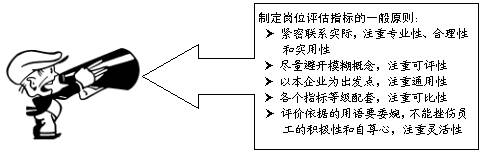 制定岗位评估指标的一般原则:
➢ 紧密联系实际，注重专业性、合理性
和实用性
➢ 尽量避开模糊概念，注重可评性
➢ 以本企业为出发点，注重通用性
➢ 各个指标等级配套，注重可比性
➢ 评价依据的用语要委婉，不能挫伤员
工的积极性和自尊心，注重灵活性